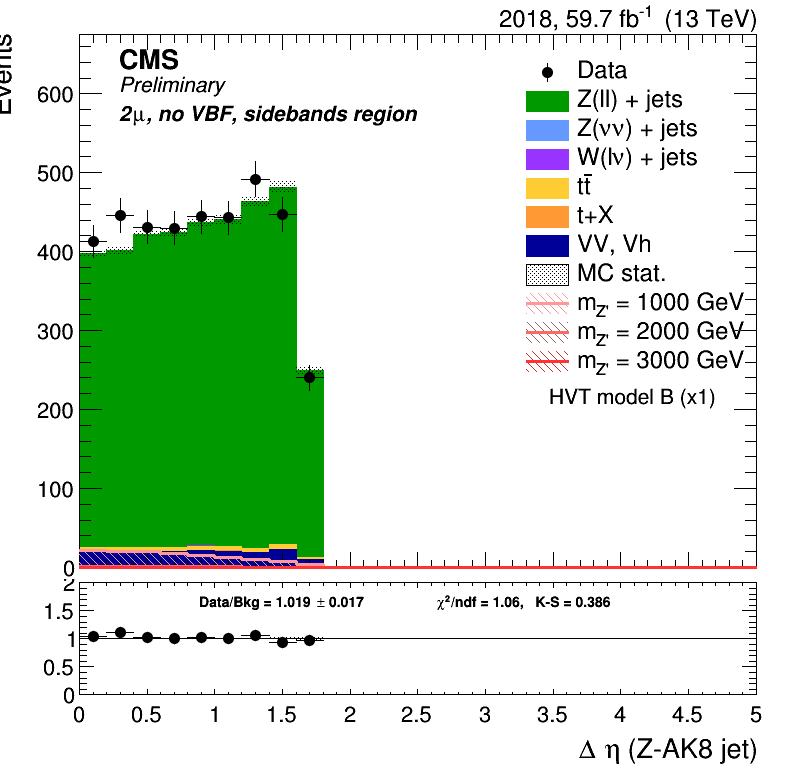 2018, 59.7 fb⁻¹ (13 TeV)
Events
CMS
Preliminary
2μ, no VBF, sidebands region
Data
Z(ll) + jets
Z(νν) + jets
W(lν) + jets
tt̄
t+X
VV, Vh
MC stat.
m_Z' = 1000 GeV
m_Z' = 2000 GeV
m_Z' = 3000 GeV
HVT model B (x1)
600
500
400
300
200
100
0
Data/Bkg = 1.019 ± 0.017 χ²/ndf = 1.06, K-S = 0.386
2
1.5
1
0.5
0
0 0.5 1 1.5 2 2.5 3 3.5 4 4.5 5
Δ η (Z-AK8 jet)